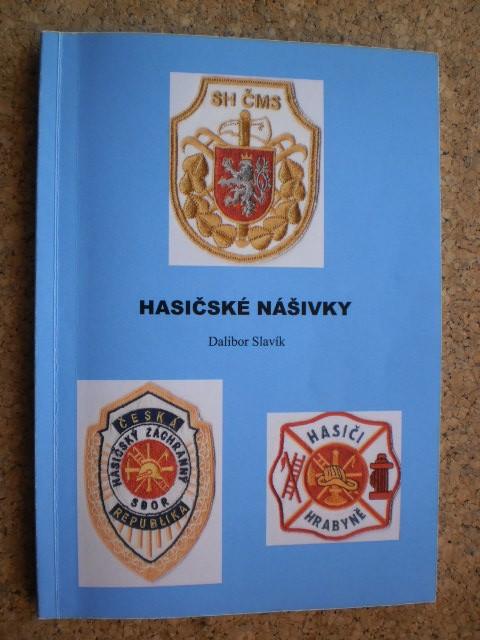 SH ČMS
HASIČSKÉ NÁŠIVKY
Dalibor Slavík
ČESKÁ
HASIČSKÝ ZÁCHRANNÝ
SBOR
REPUBLIKA
HASIČI
HRABYNĚ